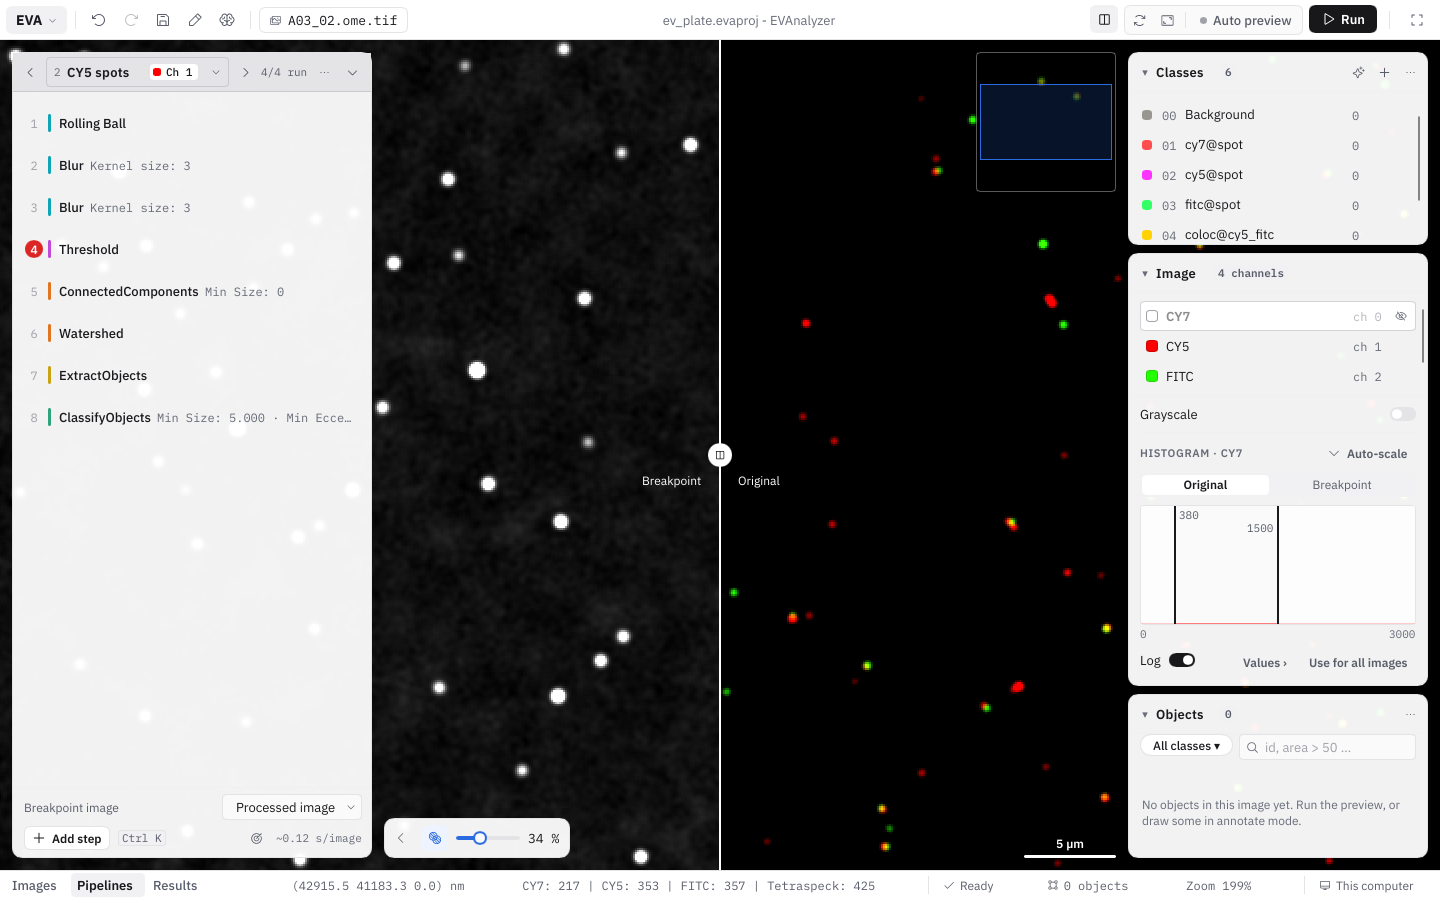 EVA
A03_02.ome.tif
ev_plate.evaproj - EVAnalyzer
Auto preview
Run
2 CY5 spots Ch 1 4/4 run ...
1 Rolling Ball
2 Blur Kernel size: 3
3 Blur Kernel size: 3
4 Threshold
5 ConnectedComponents Min Size: 0
6 Watershed
7 ExtractObjects
8 ClassifyObjects Min Size: 5.000 · Min Ecce…
Breakpoint image Processed image
Add step Ctrl K ~0.12 s/image
34 %
Breakpoint
Original
5 µm
Classes 6
00 Background 0
01 cy7@spot 0
02 cy5@spot 0
03 fitc@spot 0
04 coloc@cy5_fitc 0
Image 4 channels
CY7 ch 0
CY5 ch 1
FITC ch 2
Grayscale
HISTOGRAM · CY7 Auto-scale
Original Breakpoint
380
1500
0 3000
Log Values › Use for all images
Objects 0
All classes ▾ id, area > 50 ...
No objects in this image yet. Run the preview, or
draw some in annotate mode.
Images Pipelines Results (42915.5 41183.3 0.0) nm CY7: 217 | CY5: 353 | FITC: 357 | Tetraspeck: 425 Ready 0 objects Zoom 199% This computer